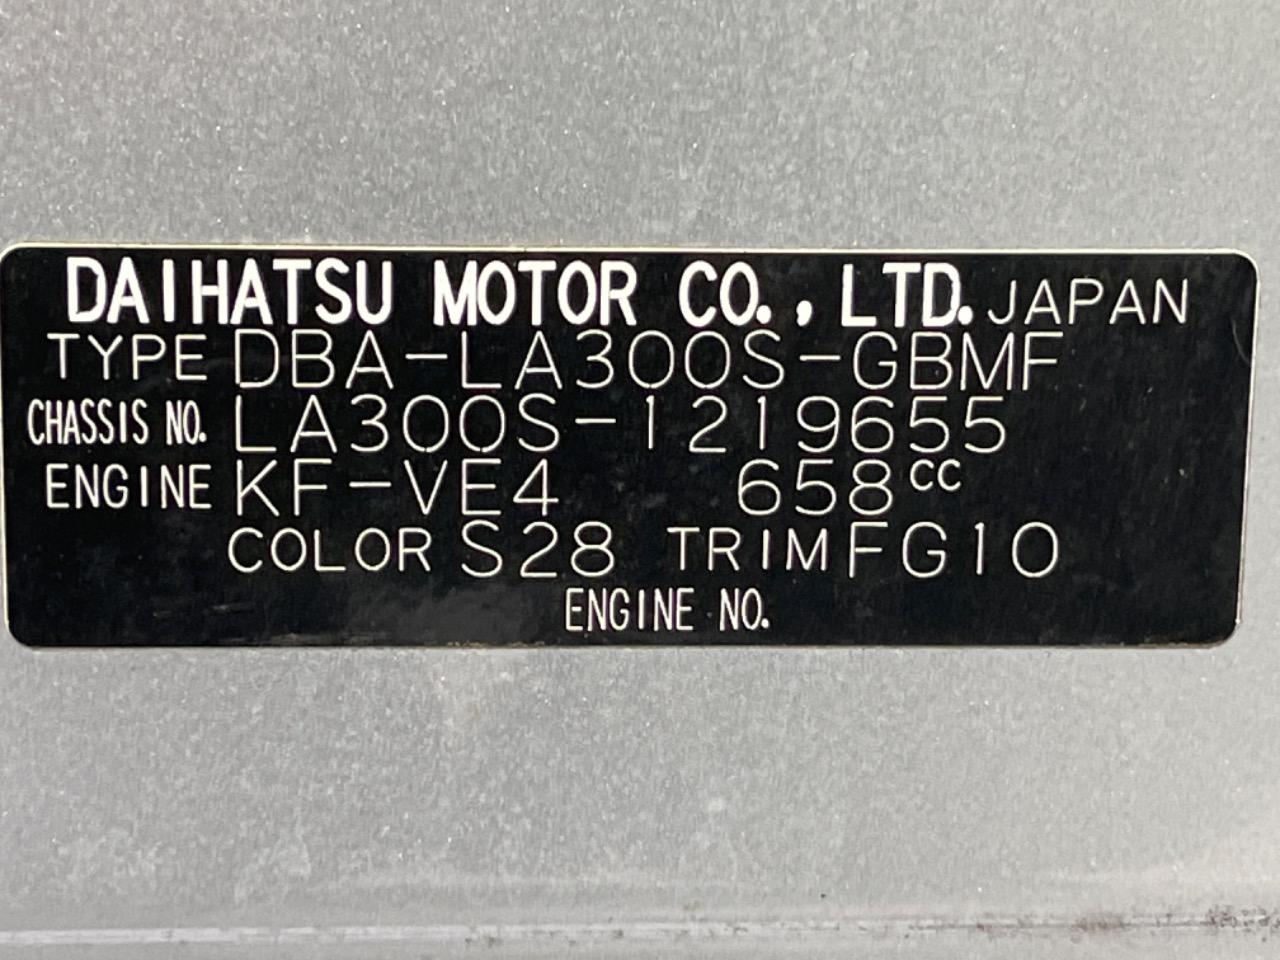 DAIHATSU MOTOR CO., LTD. JAPAN
TYPE DBA-LA300S-GBMF
CHASSIS NO. LA300S-1219655
ENGINE KF-VE4 658cc
COLOR S28 TRIM FG10
ENGINE NO.